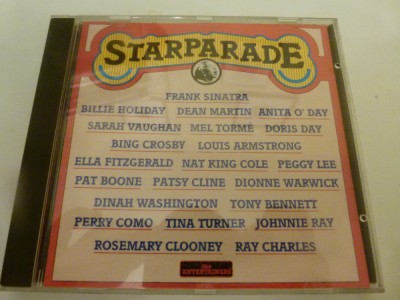 STARPARADE
FRANK SINATRA
BILLIE HOLIDAY DEAN MARTIN ANITA O' DAY
SARAH VAUGHAN MEL TORME DORIS DAY
BING CROSBY LOUIS ARMSTRONG
ELLA FITZGERALD NAT KING COLE PEGGY LEE
PAT BOONE PATSY CLINE DIONNE WARWICK
DINAH WASHINGTON TONY BENNETT
PERRY COMO TINA TURNER JOHNNIE RAY
ROSEMARY CLOONEY RAY CHARLES
THE
ENTERTAINERS